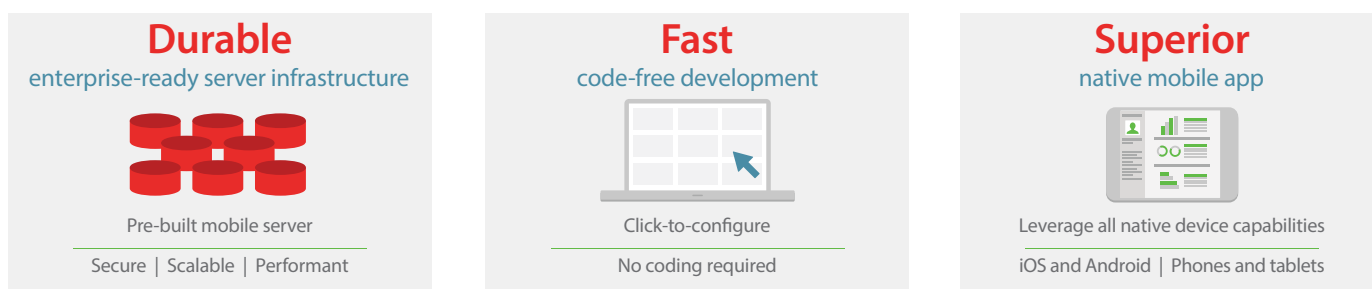 Durable
enterprise-ready server infrastructure
Pre-built mobile server
Secure | Scalable | Performant
Fast
code-free development
Click-to-configure
No coding required
Superior
native mobile app
Leverage all native device capabilities
iOS and Android | Phones and tablets